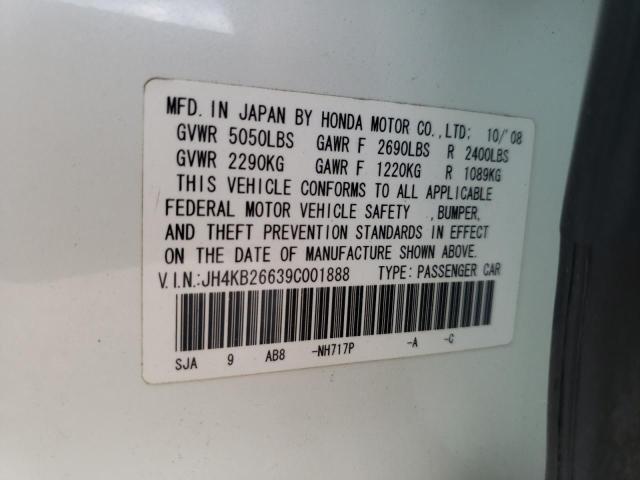 MFD. IN JAPAN BY HONDA MOTOR CO.,LTD; 10/'08
GVWR 5050LBS GAWR F 2690LBS R 2400LBS
GVWR 2290KG GAWR F 1220KG R 1089KG
THIS VEHICLE CONFORMS TO ALL APPLICABLE
FEDERAL MOTOR VEHICLE SAFETY ,BUMPER,
AND THEFT PREVENTION STANDARDS IN EFFECT
ON THE DATE OF MANUFACTURE SHOWN ABOVE.
V.I.N.:JH4KB26639C001888 TYPE: PASSENGER CAR
SJA 9 AB8 -NH717P -A -C